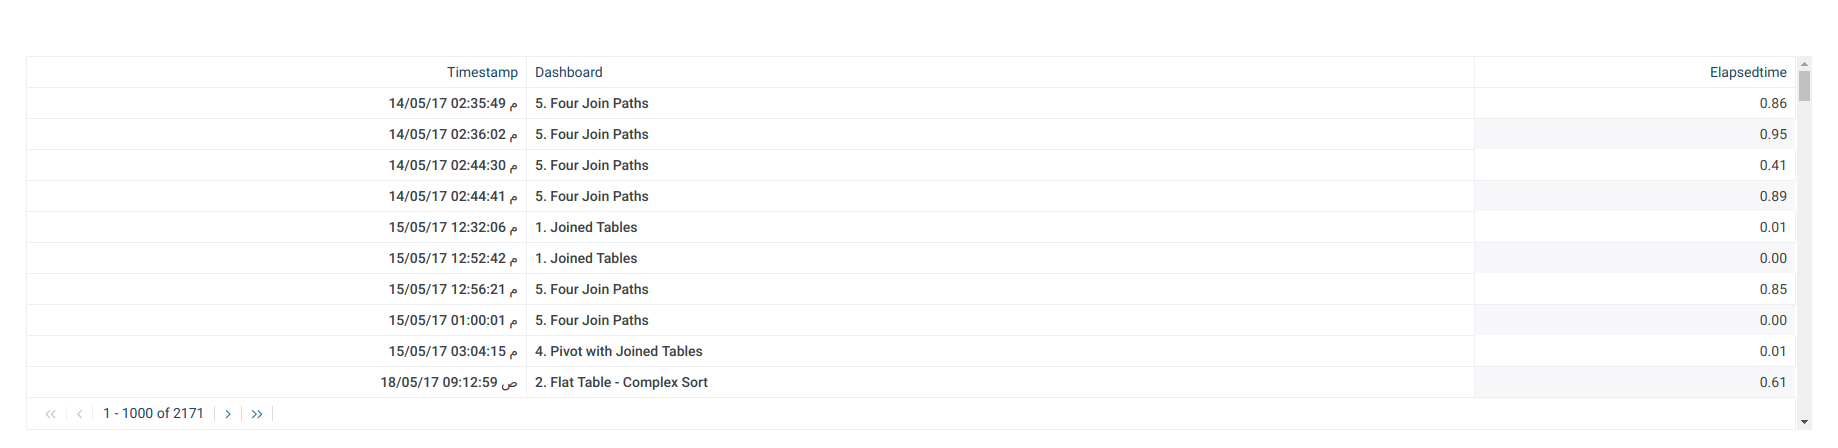 Timestamp Dashboard Elapsedtime
14/05/17 02:35:49 م 5. Four Join Paths 0.86
14/05/17 02:36:02 م 5. Four Join Paths 0.95
14/05/17 02:44:30 م 5. Four Join Paths 0.41
14/05/17 02:44:41 م 5. Four Join Paths 0.89
15/05/17 12:32:06 م 1. Joined Tables 0.01
15/05/17 12:52:42 م 1. Joined Tables 0.00
15/05/17 12:56:21 م 5. Four Join Paths 0.85
15/05/17 01:00:01 م 5. Four Join Paths 0.00
15/05/17 03:04:15 م 4. Pivot with Joined Tables 0.01
18/05/17 09:12:59 ص 2. Flat Table - Complex Sort 0.61
1 - 1000 of 2171